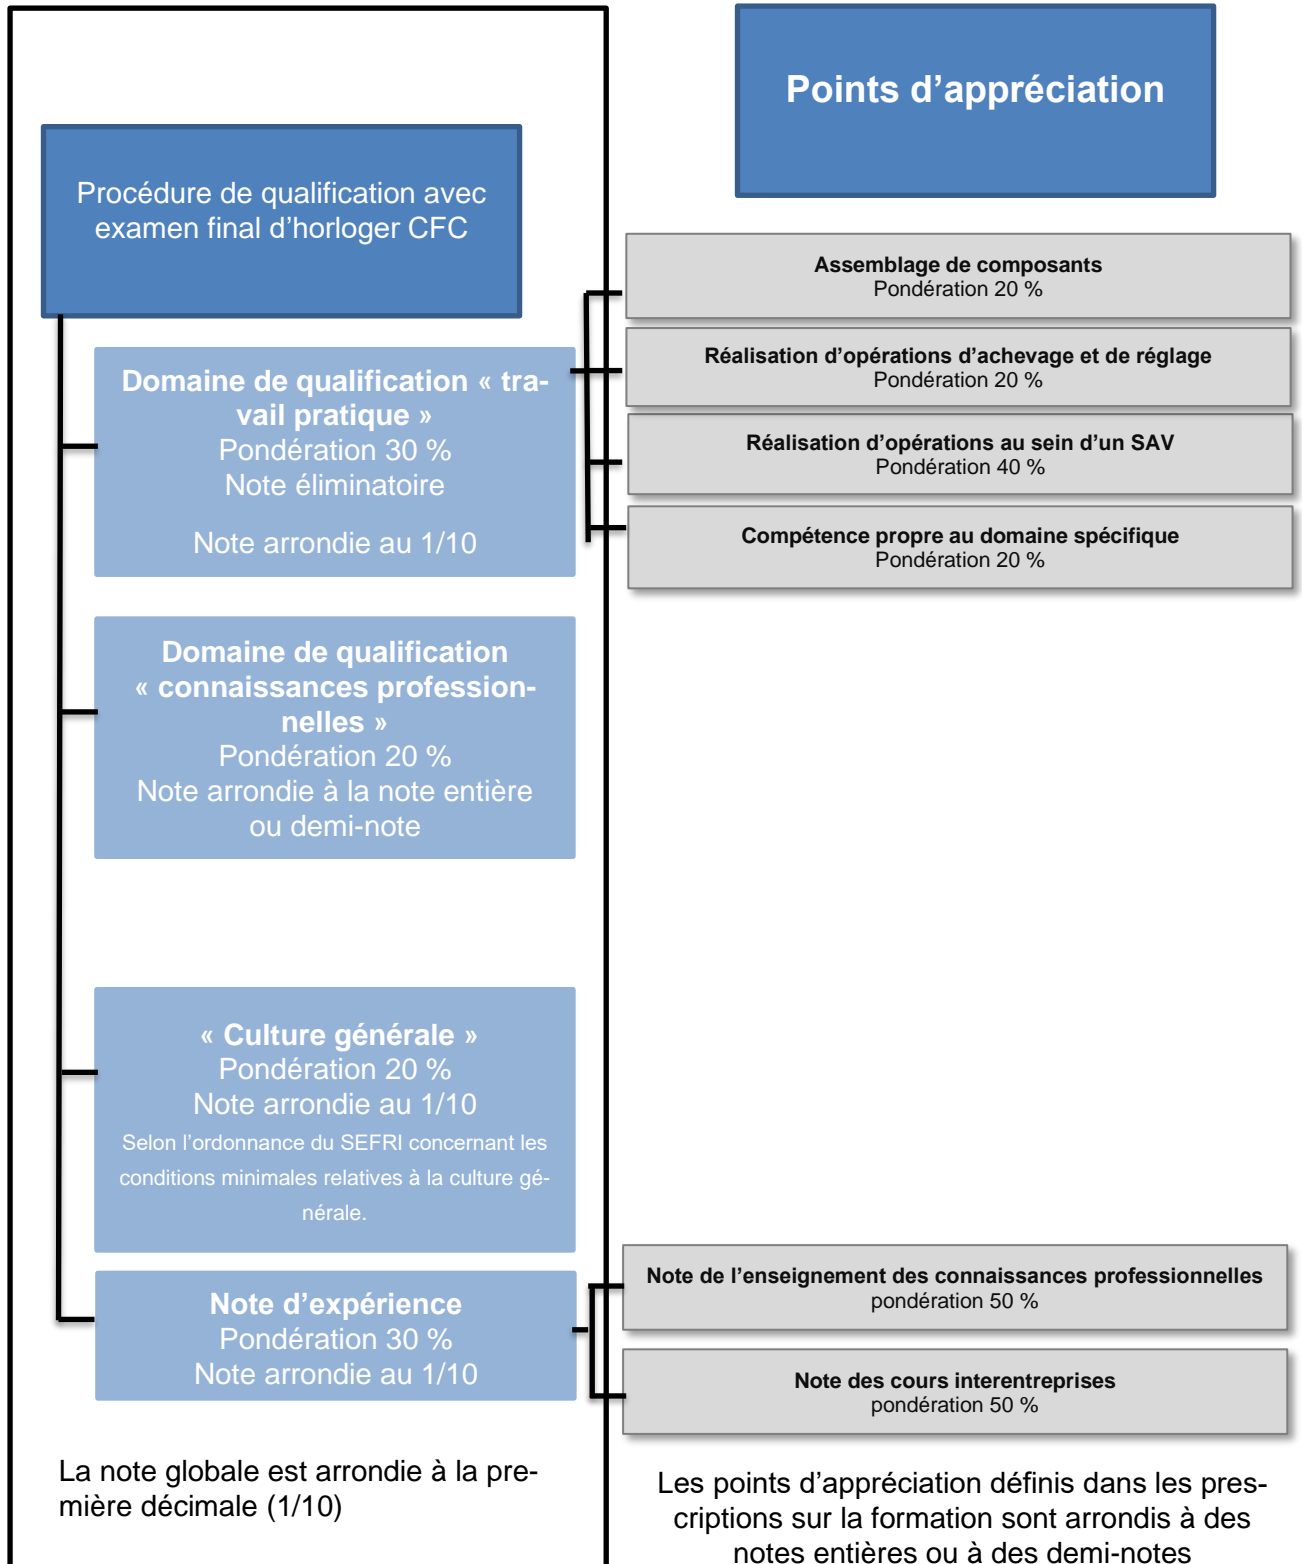 Points d’appréciation
Procédure de qualification avec
examen final d’horloger CFC
Domaine de qualification « tra-
vail pratique »
Pondération 30 %
Note éliminatoire
Note arrondie au 1/10
Assemblage de composants
Pondération 20 %
Réalisation d’opérations d’achevage et de réglage
Pondération 20 %
Réalisation d’opérations au sein d’un SAV
Pondération 40 %
Compétence propre au domaine spécifique
Pondération 20 %
Domaine de qualification
« connaissances profession-
nelles »
Pondération 20 %
Note arrondie à la note entière
ou demi-note
« Culture générale »
Pondération 20 %
Note arrondie au 1/10
Selon l’ordonnance du SEFRI concernant les
conditions minimales relatives à la culture gé-
nérale.
Note d’expérience
Pondération 30 %
Note arrondie au 1/10
Note de l’enseignement des connaissances professionnelles
pondération 50 %
Note des cours interentreprises
pondération 50 %
La note globale est arrondie à la pre-
mière décimale (1/10)
Les points d’appréciation définis dans les pres-
criptions sur la formation sont arrondis à des
notes entières ou à des demi-notes